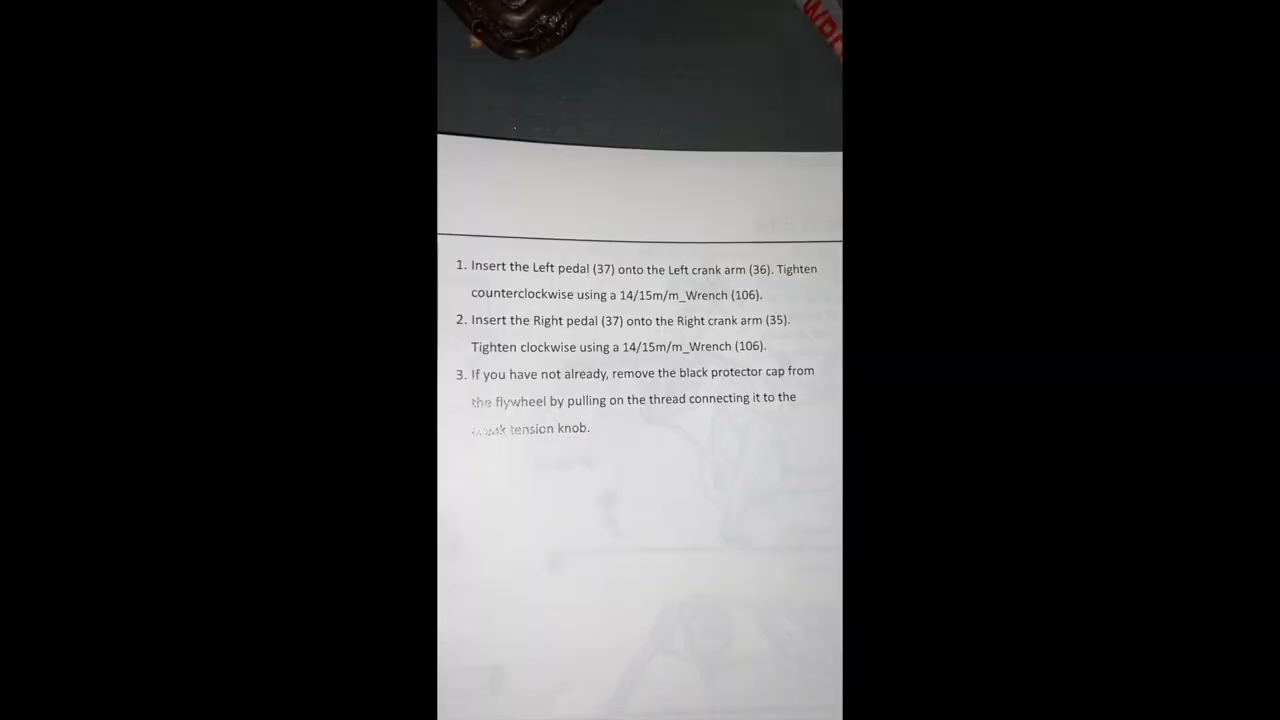 1. Insert the Left pedal (37) onto the Left crank arm (36). Tighten
counterclockwise using a 14/15m/m_Wrench (106).
2. Insert the Right pedal (37) onto the Right crank arm (35).
Tighten clockwise using a 14/15m/m_Wrench (106).
3. If you have not already, remove the black protector cap from
the flywheel by pulling on the thread connecting it to the
tension knob.